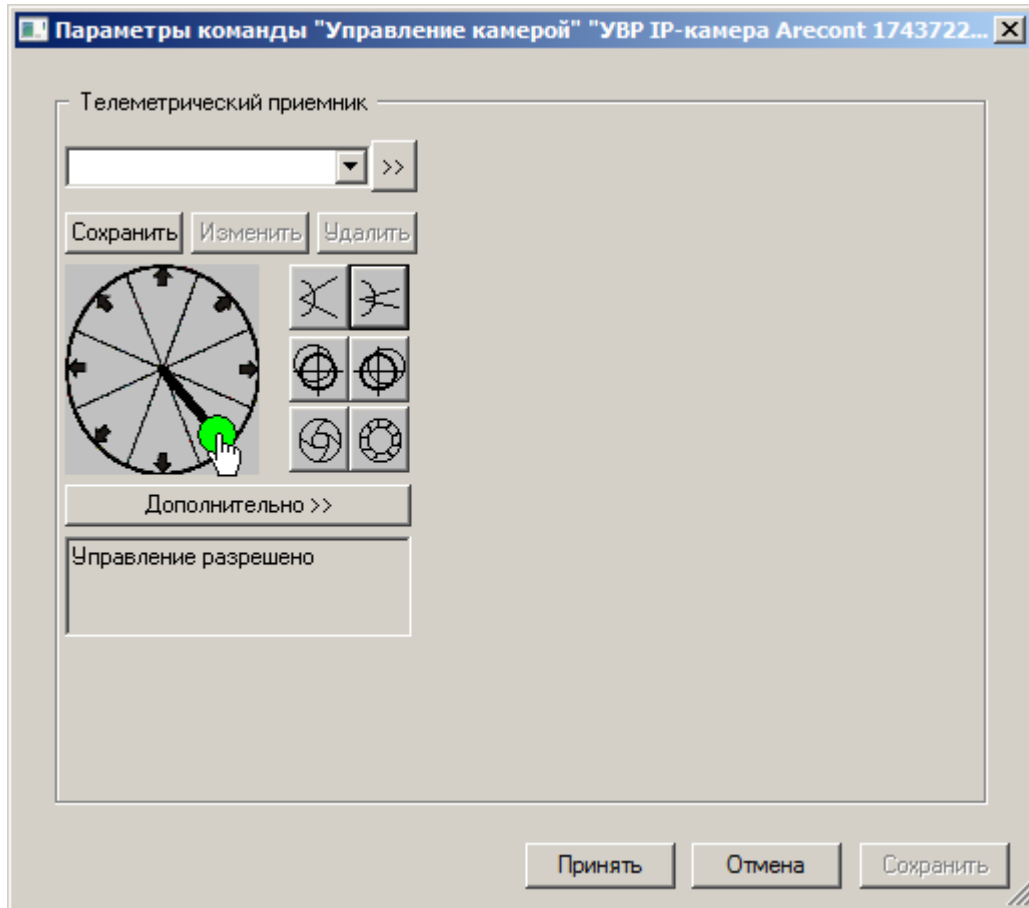 Параметры команды "Управление камерой" "УВР IP-камера Arecont 1743722...
Телеметрический приемник
>>
Сохранить Изменить Удалить
Дополнительно >>
Управление разрешено
Принять Отмена Сохранить